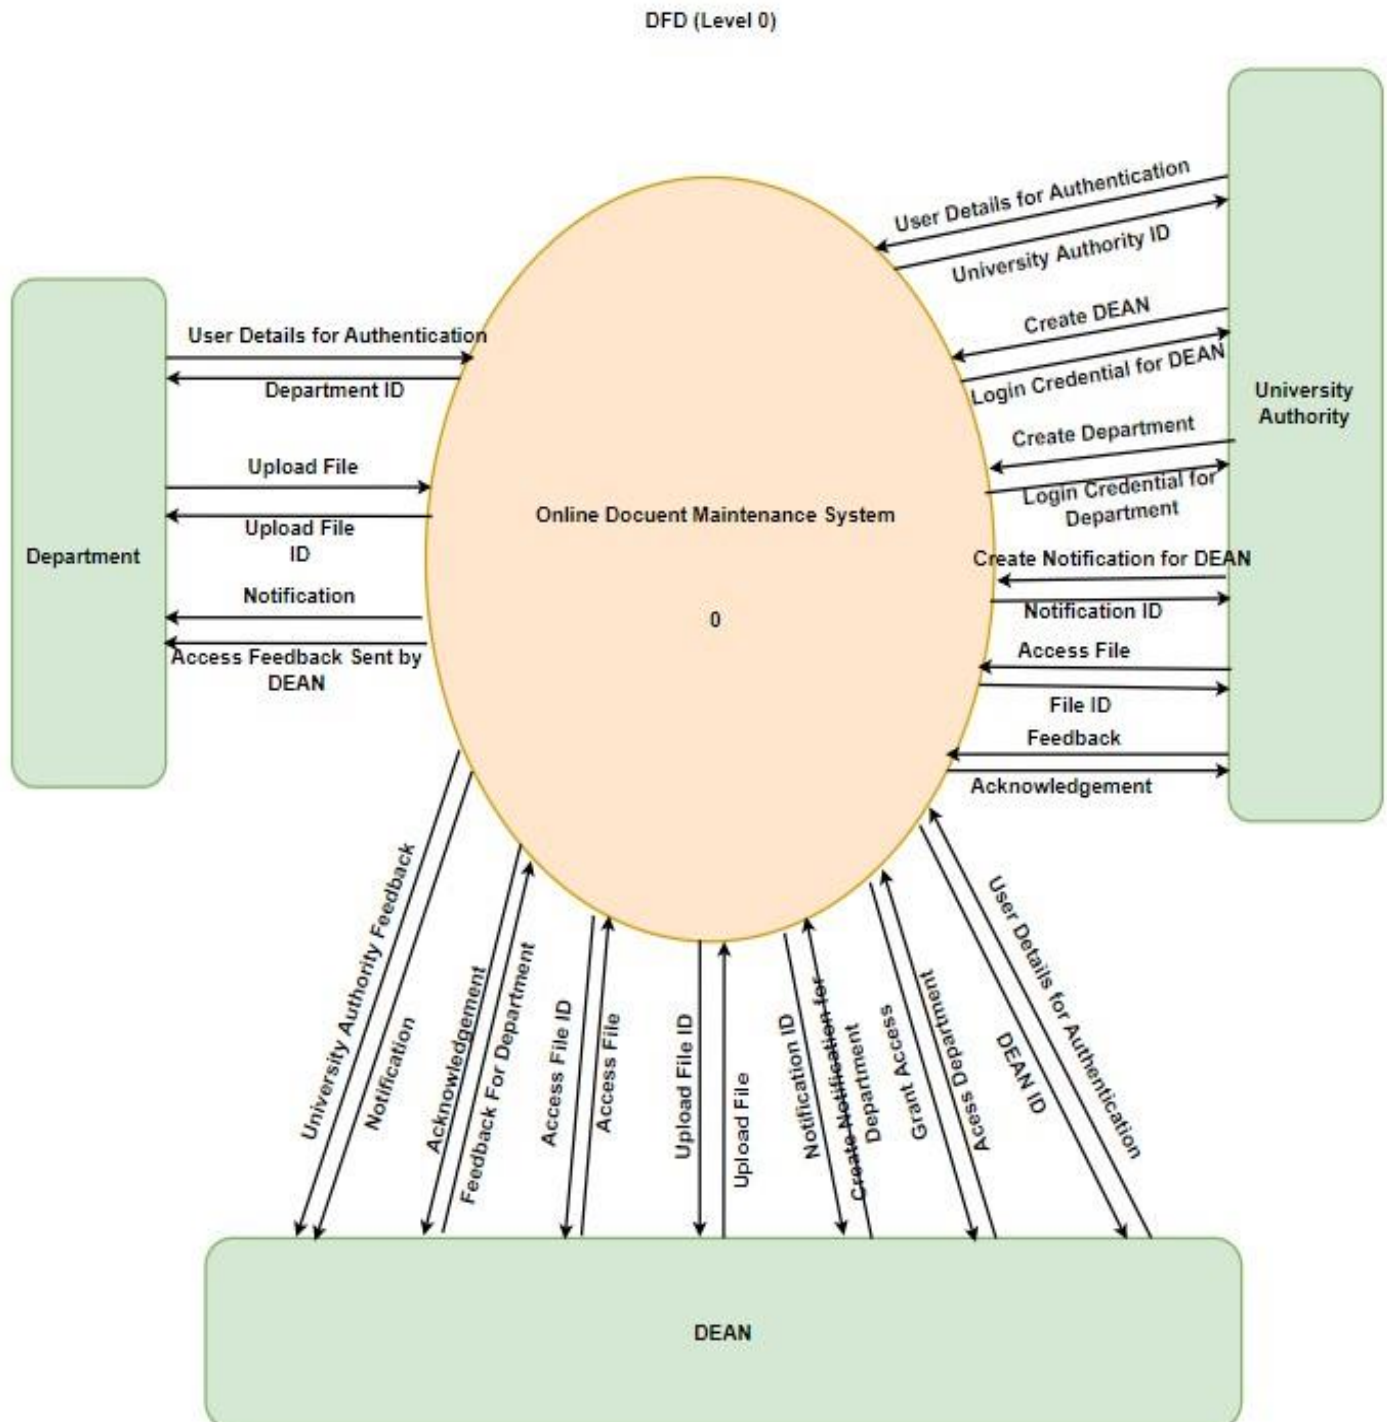 DFD (Level 0)
User Details for Authentication
University Authority ID
Create DEAN
Login Credential for DEAN
Create Department
Login Credential for
Department
Create Notification for DEAN
Notification ID
Access File
File ID
Feedback
Acknowledgement
University
Authority
User Details for Authentication
Department ID
Upload File
Upload File
ID
Notification
Access Feedback Sent by
DEAN
Department
Online Docuent Maintenance System
0
University Authority Feedback
Notification
Acknowledgement
Feedback For Department
Access File ID
Access File
Upload File ID
Upload File
Notification ID
Create Notification for
Department
Grant Access
Acess Department
DEAN ID
User Details for Authentication
DEAN